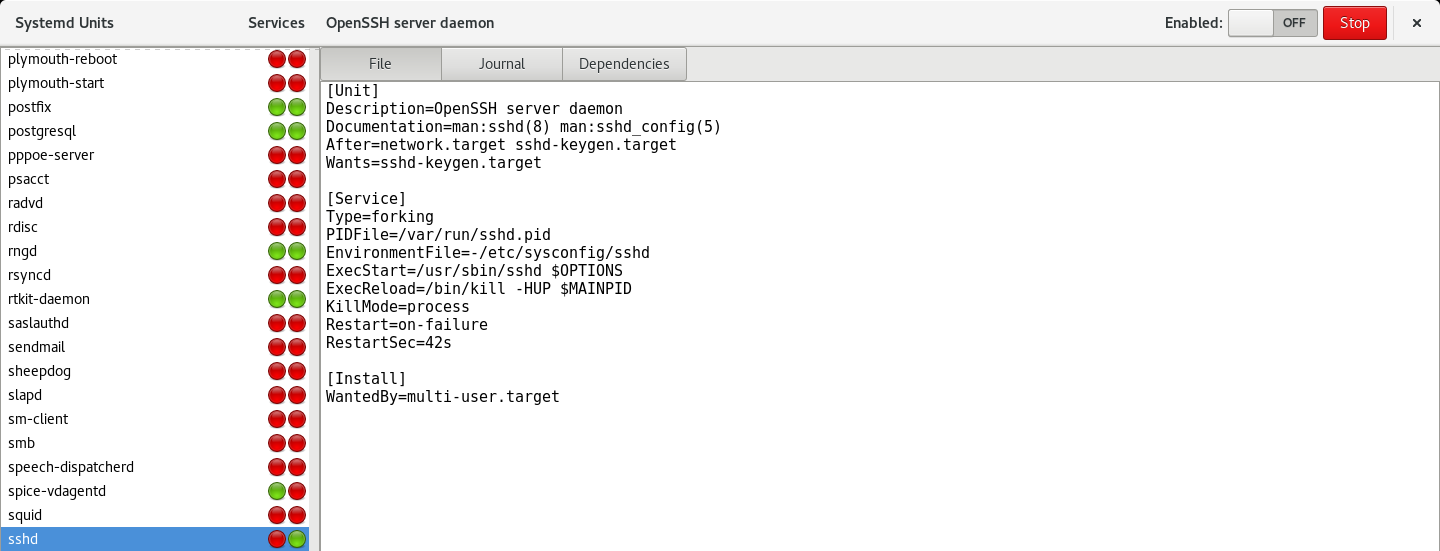 Systemd Units Services OpenSSH server daemon Enabled: OFF Stop ×
File Journal Dependencies
plymouth-reboot
plymouth-start
postfix
postgresql
pppoe-server
psacct
radvd
rdisc
rngd
rsyncd
rtkit-daemon
saslauthd
sendmail
sheepdog
slapd
sm-client
smb
speech-dispatcherd
spice-vdagentd
squid
sshd
[Unit]
Description=OpenSSH server daemon
Documentation=man:sshd(8) man:sshd_config(5)
After=network.target sshd-keygen.target
Wants=sshd-keygen.target

[Service]
Type=forking
PIDFile=/var/run/sshd.pid
EnvironmentFile=-/etc/sysconfig/sshd
ExecStart=/usr/sbin/sshd $OPTIONS
ExecReload=/bin/kill -HUP $MAINPID
KillMode=process
Restart=on-failure
RestartSec=42s

[Install]
WantedBy=multi-user.target